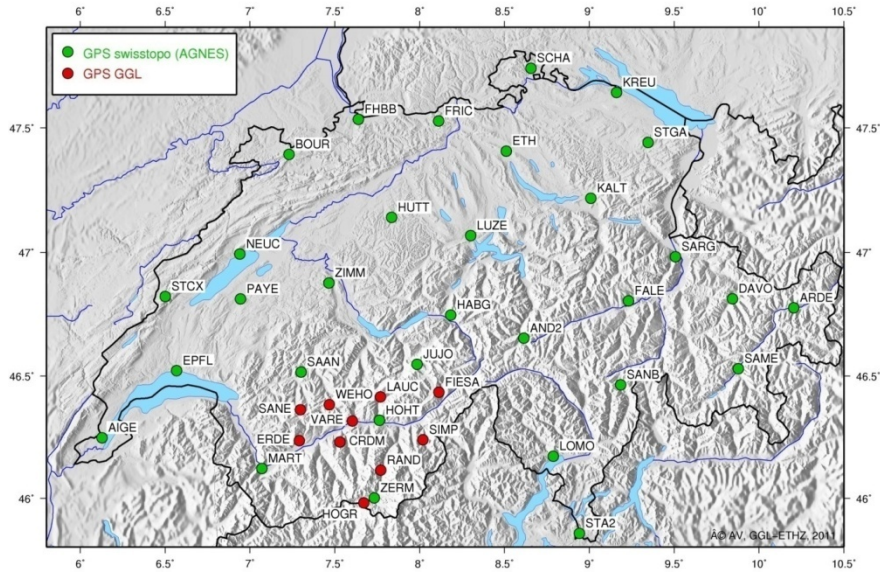 6˚ 6.5˚ 7˚ 7.5˚ 8˚ 8.5˚ 9˚ 9.5˚ 10˚ 10.5˚
GPS swisstopo (AGNES)
GPS GGL
SCHA
KREU
47.5˚ FHBB FRIC 47.5˚
STGA
ETH
BOUR
KALT
HUTT
LUZE
47˚ NEUC SARG 47˚
ZIMM
STCX PAYE FALE DAVO ARDE
HABG
AND2
46.5˚ EPFL SAAN JUJO SAME 46.5˚
WEHO LAUC FIESA SANB
SANE VARE HOHT
AIGE ERDE CRDM SIMP
MART RAND LOMO
46˚ ZERM 46˚
HOGR
STA2
© AV, GGL-ETHZ, 2011
6˚ 6.5˚ 7˚ 7.5˚ 8˚ 8.5˚ 9˚ 9.5˚ 10˚ 10.5˚